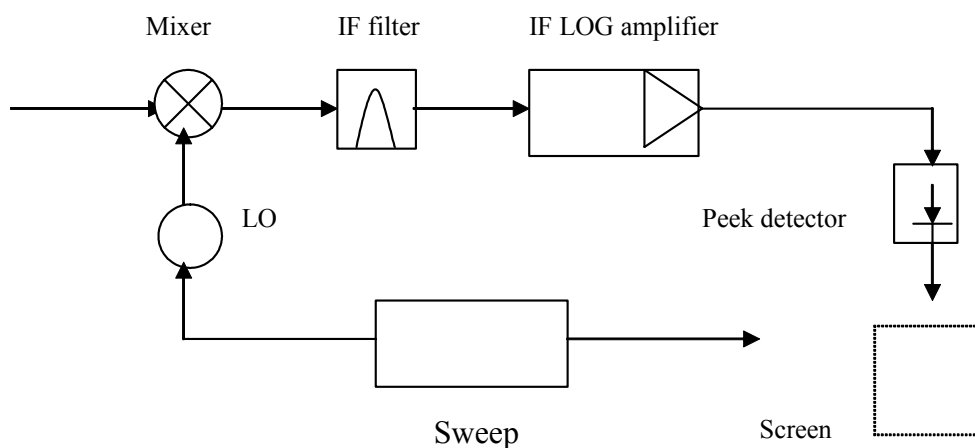 Mixer
IF filter
IF LOG amplifier
LO
Peek detector
Sweep
Screen